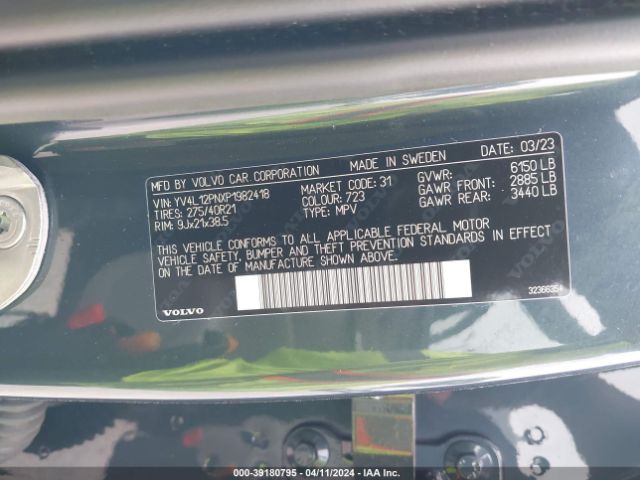 MFD BY VOLVO CAR CORPORATION MADE IN SWEDEN DATE: 03/23
VIN: YV4L12PNXP1982418 MARKET CODE: 31 GVWR: 6150 LB
TIRES: 275/40R21 COLOUR: 723 GAWR FRONT: 2885 LB
RIM: 9Jx21x38.5 TYPE: MPV GAWR REAR: 3440 LB
THIS VEHICLE CONFORMS TO ALL APPLICABLE FEDERAL MOTOR
VEHICLE SAFETY, BUMPER AND THEFT PREVENTION STANDARDS IN EFFECT
ON THE DATE OF MANUFACTURE SHOWN ABOVE.
VOLVO
000-39180795 - 04/11/2024 - IAA Inc.